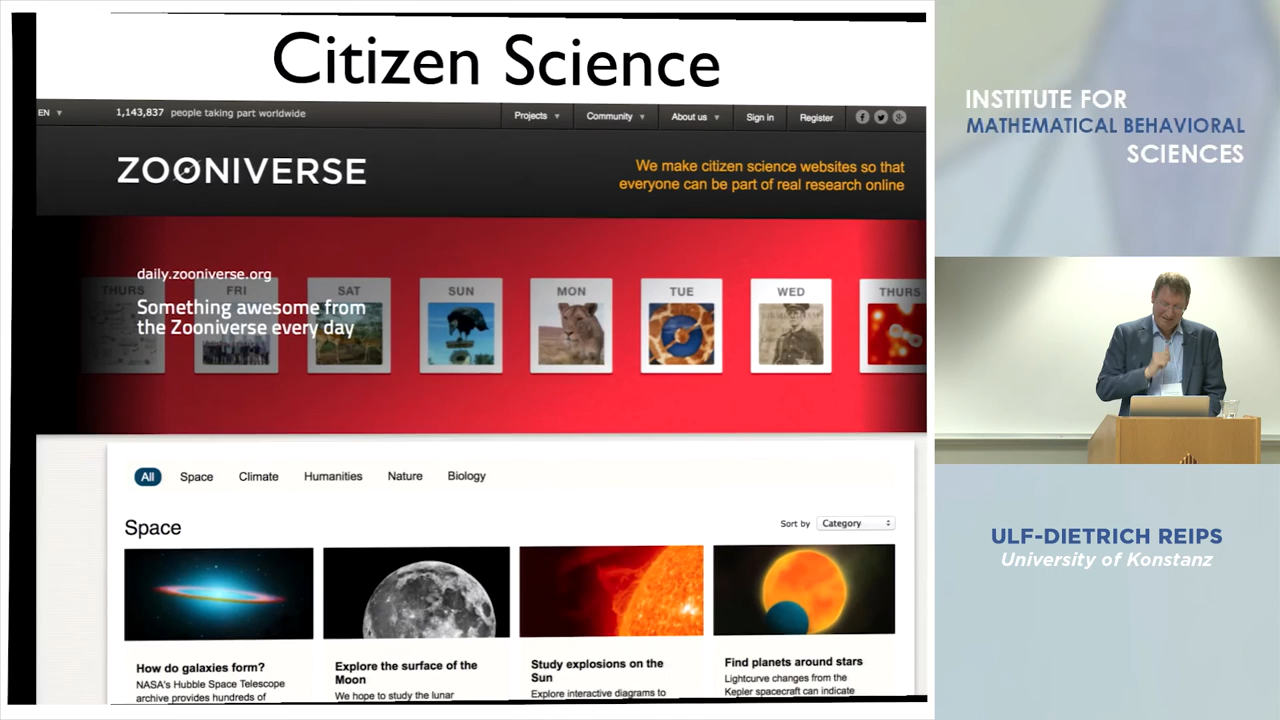 Citizen Science
EN
1,143,837 people taking part worldwide
Projects
Community
About us
Sign in
Register
ZOONIVERSE
We make citizen science websites so that
everyone can be part of real research online
daily.zooniverse.org
Something awesome from
the Zooniverse every day
THURS
FRI
SAT
SUN
MON
TUE
WED
THURS
All
Space
Climate
Humanities
Nature
Biology
Space
Sort by
Category
How do galaxies form?
NASA's Hubble Space Telescope
archive provides hundreds of
Explore the surface of the
Moon
We hope to study the lunar
Study explosions on the
Sun
Explore interactive diagrams to
Find planets around stars
Lightcurve changes from the
Kepler spacecraft can indicate
INSTITUTE FOR
MATHEMATICAL BEHAVIORAL
SCIENCES
ULF-DIETRICH REIPS
University of Konstanz